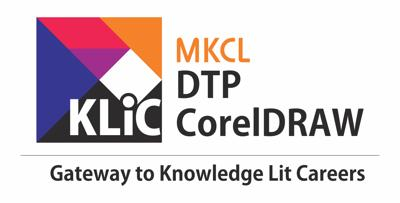 KLiC
MKCL
DTP
CorelDRAW
Gateway to Knowledge Lit Careers